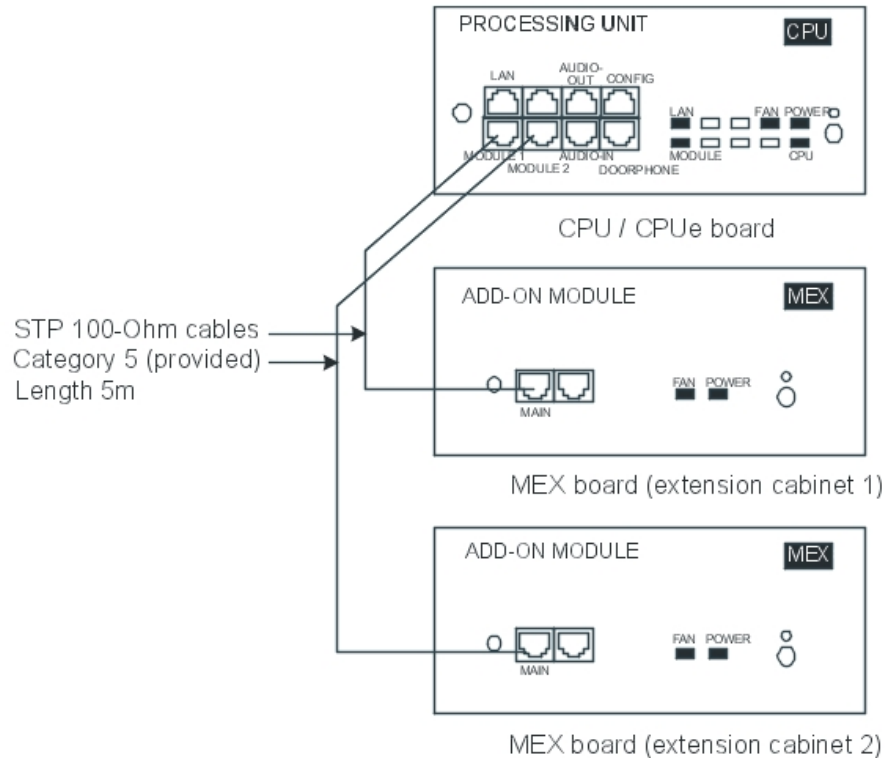 PROCESSING UNIT
CPU
LAN
AUDIO-
OUT
CONFIG
LAN
FAN POWER
MODULE 1
MODULE 2
AUDIO-IN
DOORPHONE
MODULE
CPU
CPU / CPUe board
ADD-ON MODULE
MEX
STP 100-Ohm cables
Category 5 (provided)
Length 5m
MAIN
FAN POWER
MEX board (extension cabinet 1)
ADD-ON MODULE
MEX
MAIN
FAN POWER
MEX board (extension cabinet 2)